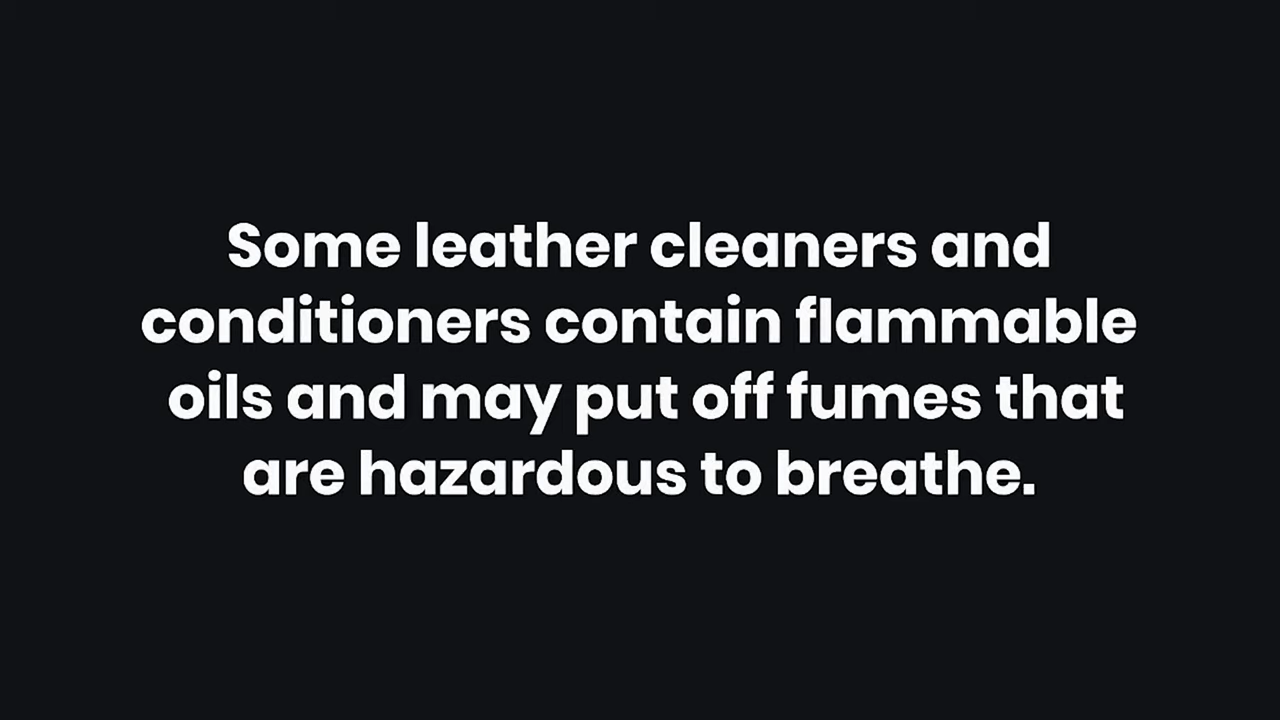 Some leather cleaners and
conditioners contain flammable
oils and may put off fumes that
are hazardous to breathe.